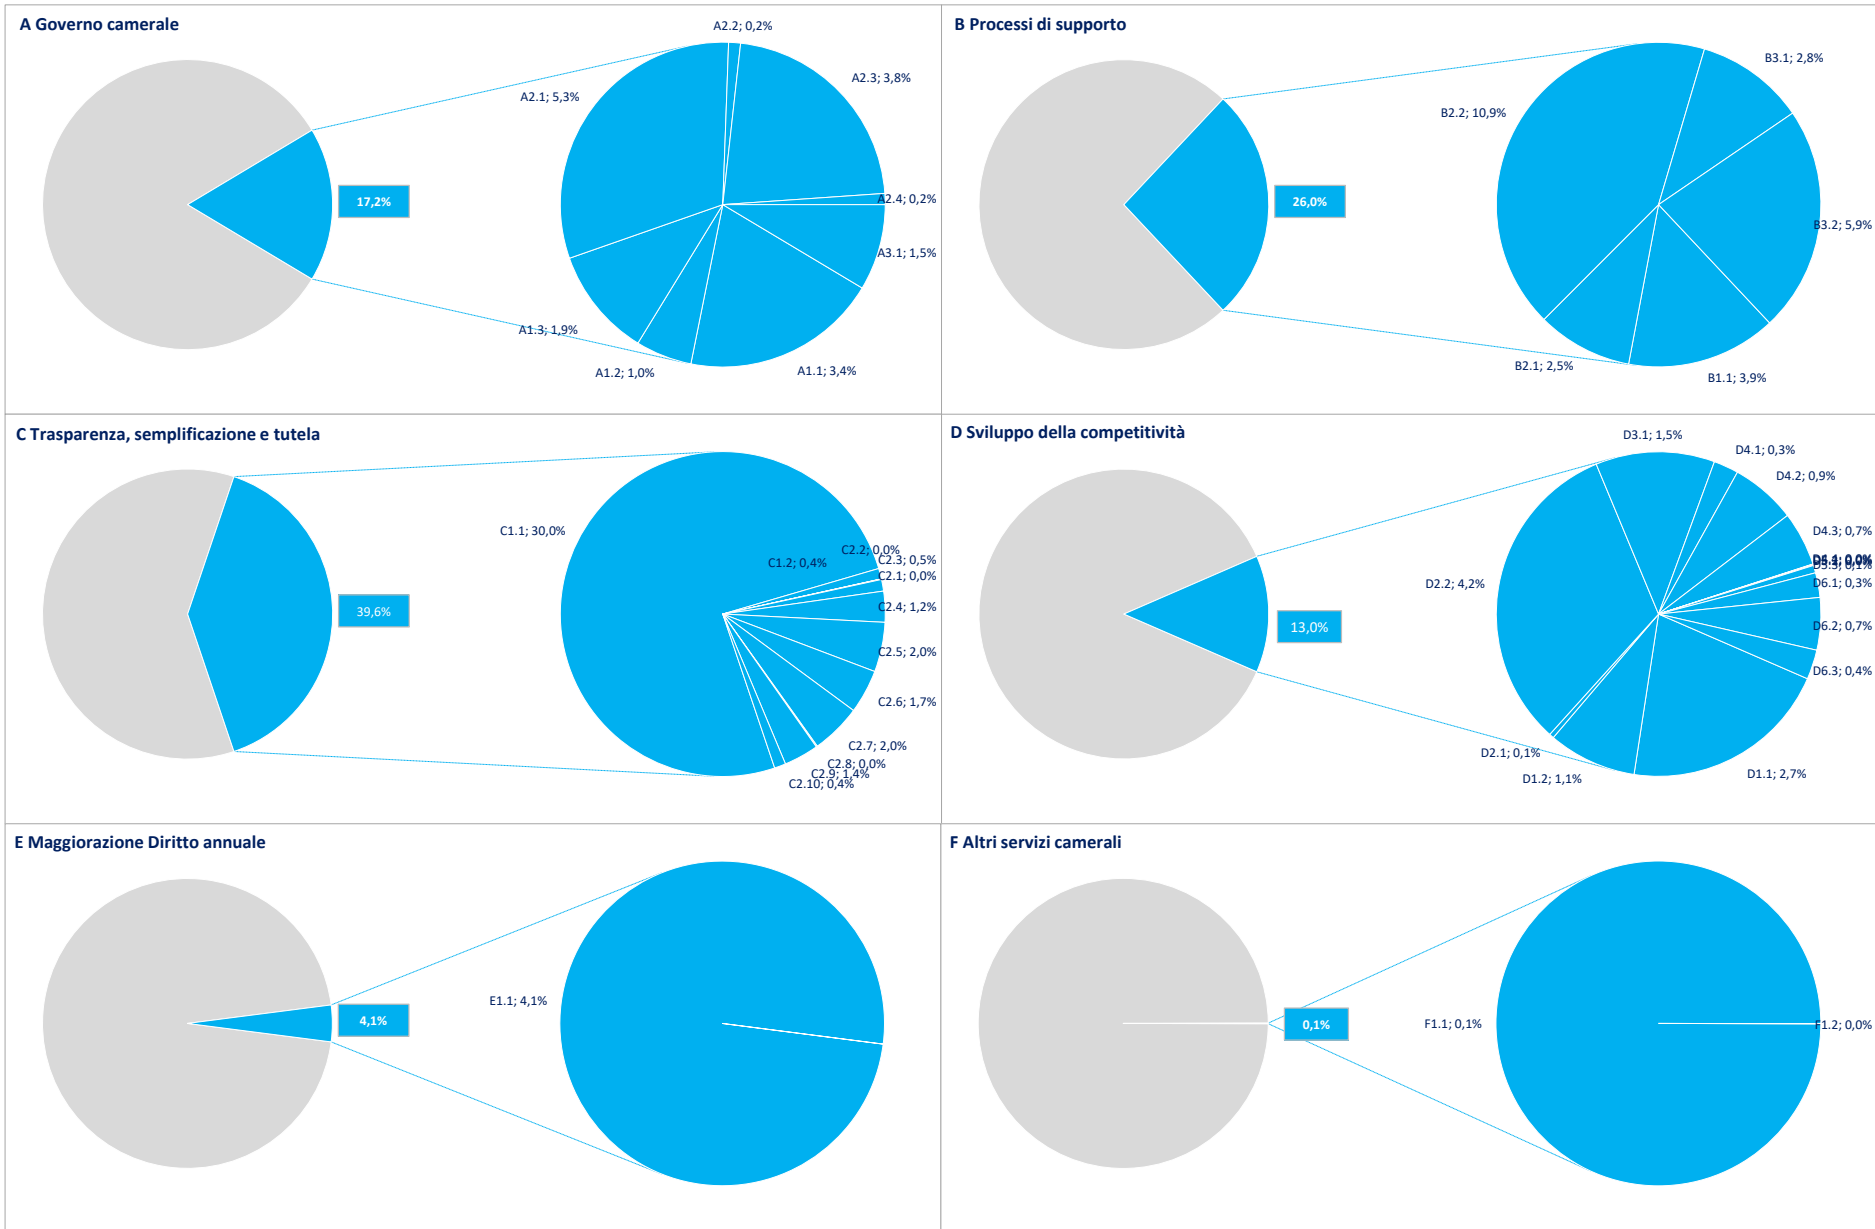 A Governo camerale
A2.2; 0,2%
A2.3; 3,8%
A2.1; 5,3%
17,2%
A2.4; 0,2%
A3.1; 1,5%
A1.3; 1,9%
A1.2; 1,0%
A1.1; 3,4%
B Processi di supporto
B3.1; 2,8%
B2.2; 10,9%
26,0%
B3.2; 5,9%
B2.1; 2,5%
B1.1; 3,9%
C Trasparenza, semplificazione e tutela
C1.1; 30,0%
C2.2; 0,0%
C1.2; 0,4%
C2.3; 0,5%
C2.1; 0,0%
39,6%
C2.4; 1,2%
C2.5; 2,0%
C2.6; 1,7%
C2.7; 2,0%
C2.8; 0,0%
C2.9; 1,4%
C2.10; 0,4%
D Sviluppo della competitività
D3.1; 1,5%
D4.1; 0,3%
D4.2; 0,9%
D4.3; 0,7%
D2.2; 4,2%
D6.1; 0,3%
13,0%
D6.2; 0,7%
D6.3; 0,4%
D2.1; 0,1%
D1.2; 1,1%
D1.1; 2,7%
E Maggiorazione Diritto annuale
E1.1; 4,1%
4,1%
F Altri servizi camerali
F1.1; 0,1%
0,1%
F1.2; 0,0%